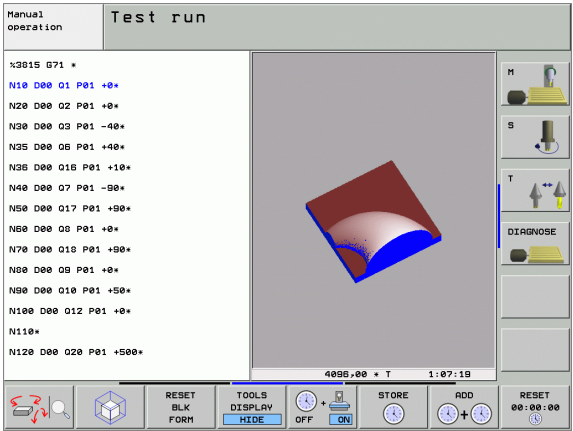 Manual
operation
Test run
%3815 G71 *
N10 D00 Q1 P01 +0*
N20 D00 Q2 P01 +0*
N30 D00 Q3 P01 -40*
N35 D00 Q6 P01 +40*
N36 D00 Q16 P01 +10*
N40 D00 Q7 P01 -90*
N50 D00 Q17 P01 +90*
N60 D00 Q8 P01 +0*
N70 D00 Q18 P01 +90*
N80 D00 Q9 P01 +0*
N90 D00 Q10 P01 +50*
N100 D00 Q12 P01 +0*
N110*
N120 D00 Q20 P01 +500*
4096,00 * T 1:07:19
M
S
T
DIAGNOSE
RESET
BLK
FORM
TOOLS
DISPLAY
HIDE
+
OFF ON
STORE
ADD
+
RESET
00:00:00